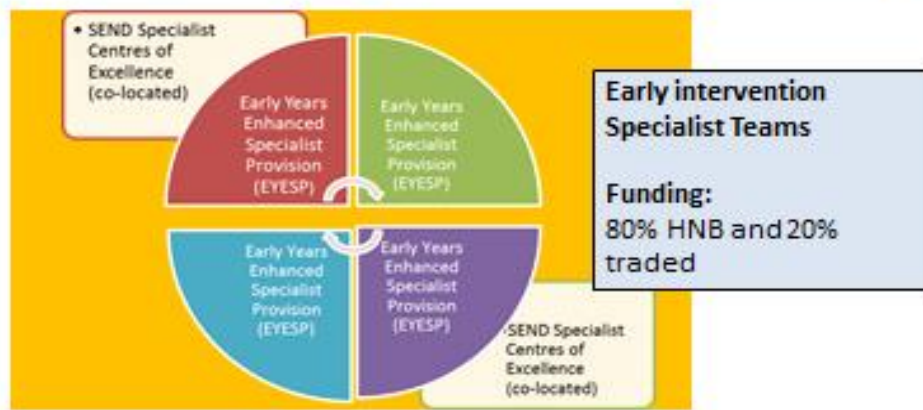 • SEND Specialist
Centres of
Excellence
(co-located)
Early Years
Enhanced
Specialist
Provision
(EYESP)
Early Years
Enhanced
Specialist
Provision
(EYESP)
Early intervention
Specialist Teams
Funding:
80% HNB and 20%
traded
Early Years
Enhanced
Specialist
Provision
(EYESP)
Early Years
Enhanced
Specialist
Provision
(EYESP)
SEND Specialist
Centres of
Excellence
(co-located)